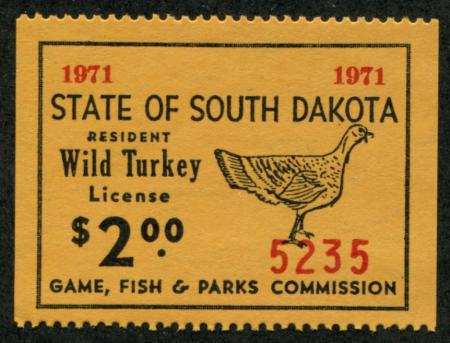 1971 1971
STATE OF SOUTH DAKOTA
RESIDENT
Wild Turkey
License
$2.00
5235
GAME, FISH & PARKS COMMISSION